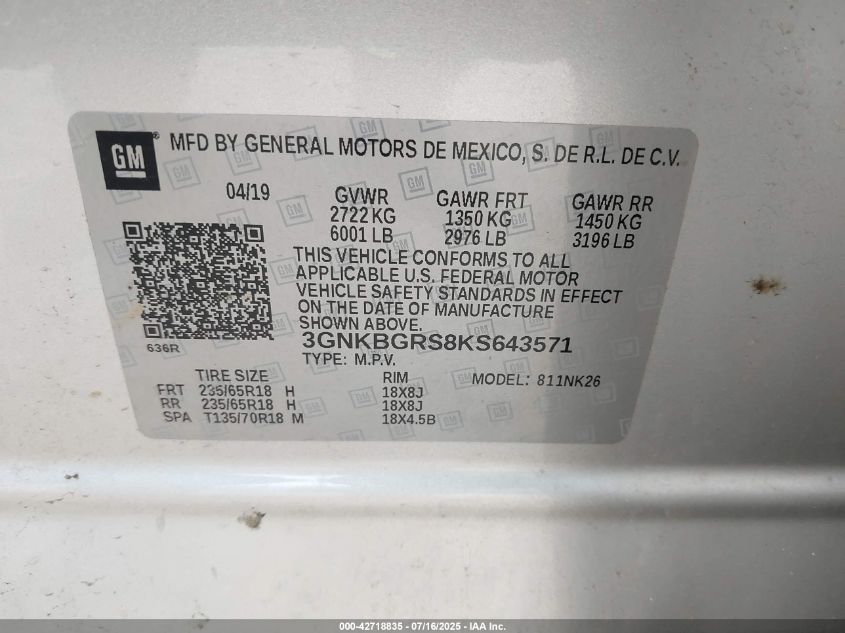 GM
MFD BY GENERAL MOTORS DE MEXICO, S. DE R.L. DE C.V.
04/19 GVWR GAWR FRT GAWR RR
2722 KG 1350 KG 1450 KG
6001 LB 2976 LB 3196 LB
THIS VEHICLE CONFORMS TO ALL
APPLICABLE U.S. FEDERAL MOTOR
VEHICLE SAFETY STANDARDS IN EFFECT
ON THE DATE OF MANUFACTURE
SHOWN ABOVE.
636R
3GNKBGRS8KS643571
TYPE: M.P.V.
TIRE SIZE RIM MODEL: 811NK26
FRT 235/65R18 H 18X8J
RR 235/65R18 H 18X8J
SPA T135/70R18 M 18X4.5B
000-42718835 - 07/16/2025 - IAA Inc.